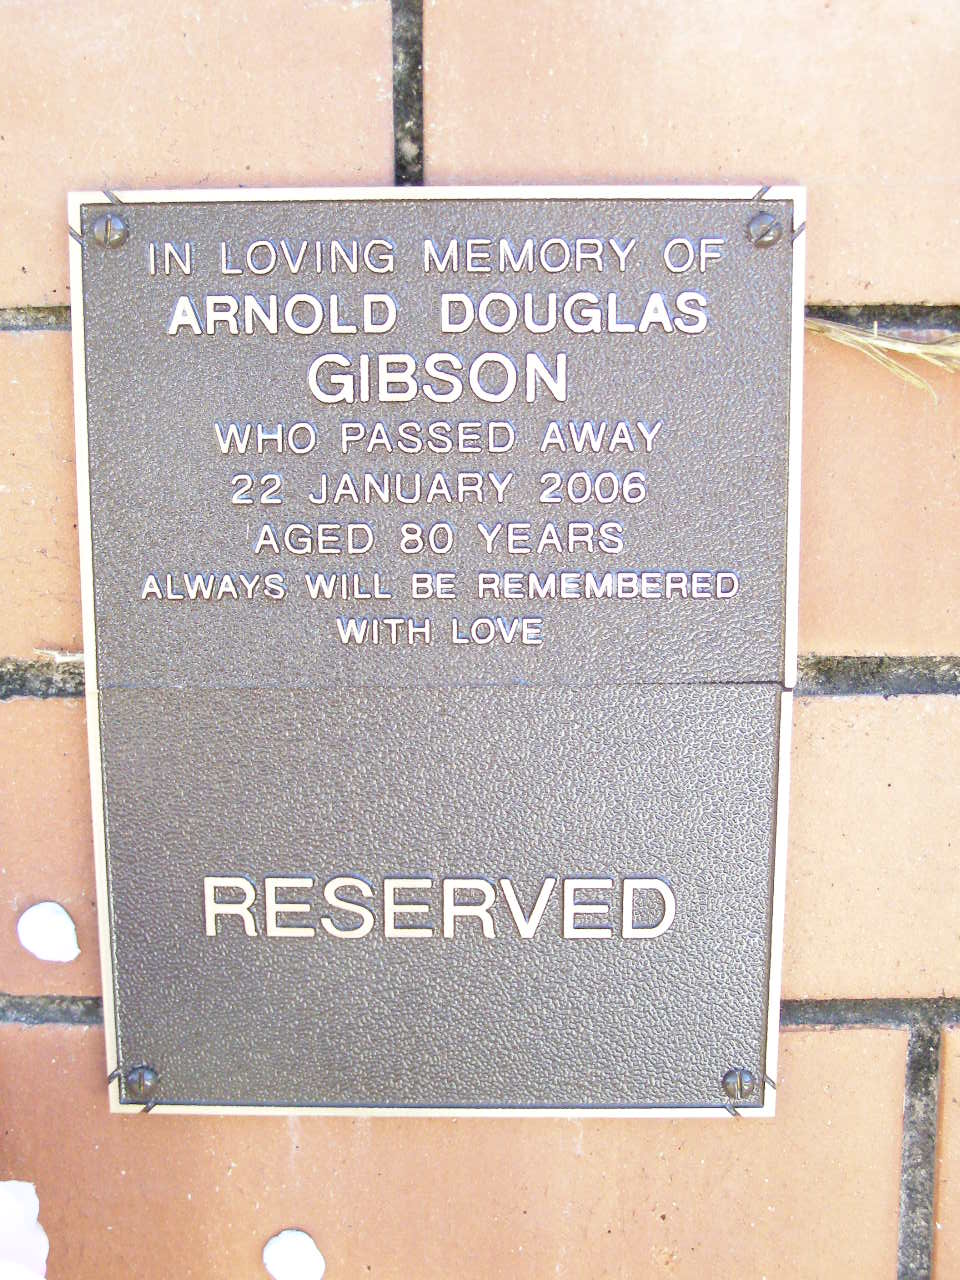 IN LOVING MEMORY OF
ARNOLD DOUGLAS
GIBSON
WHO PASSED AWAY
22 JANUARY 2006
AGED 80 YEARS
ALWAYS WILL BE REMEMBERED
WITH LOVE
RESERVED